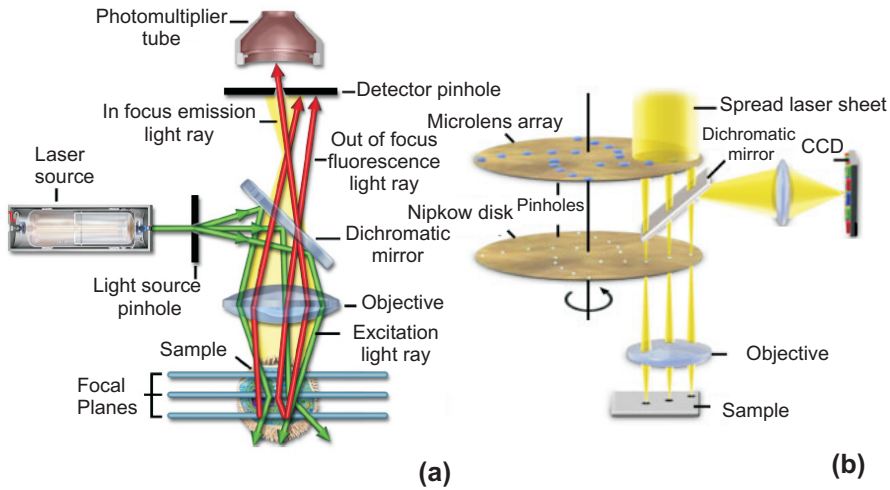 Photomultiplier
tube
Detector pinhole
In focus emission
light ray
Out of focus
fluorescence
light ray
Laser
source
Light source
pinhole
Dichromatic
mirror
Objective
Excitation
light ray
Sample
Focal
Planes
(a)
Spread laser sheet
Microlens array
Dichromatic
mirror
CCD
Pinholes
Nipkow disk
Objective
Sample
(b)